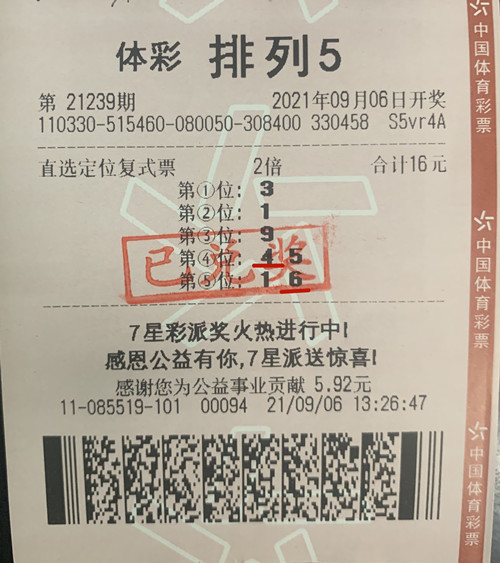 体彩 排列5
第 21239期 2021年09月06日开奖
110330-515460-080050-308400 330458 S5vr4A
直选定位复式票 2倍 合计16元
第①位: 3
第②位: 1
第③位: 9
第④位: 4 5
第⑤位: 1 6
已兑奖
7星彩派奖火热进行中!
感恩公益有你,7星派送惊喜!
感谢您为公益事业贡献 5.92元
11-085519-101 00094 21/09/06 13:26:47
中国体育彩票
中国体育彩票
中国体育彩票